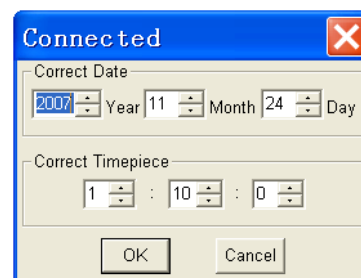 Connected
Correct Date
2007 Year 11 Month 24 Day
Correct Timepiece
1 : 10 : 0
OK Cancel